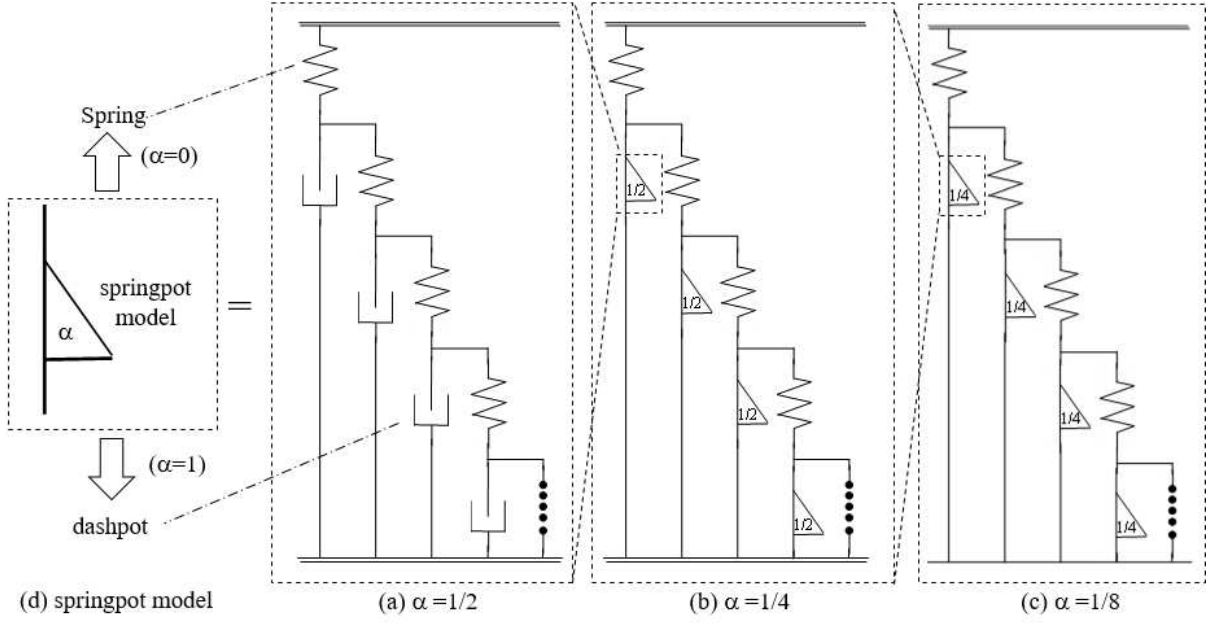 Spring
(α=0)
α
springpot
model
=
(α=1)
dashpot
(d) springpot model
(a) α =1/2
1/2
1/2
1/2
1/2
(b) α =1/4
1/4
1/4
1/4
1/4
(c) α =1/8